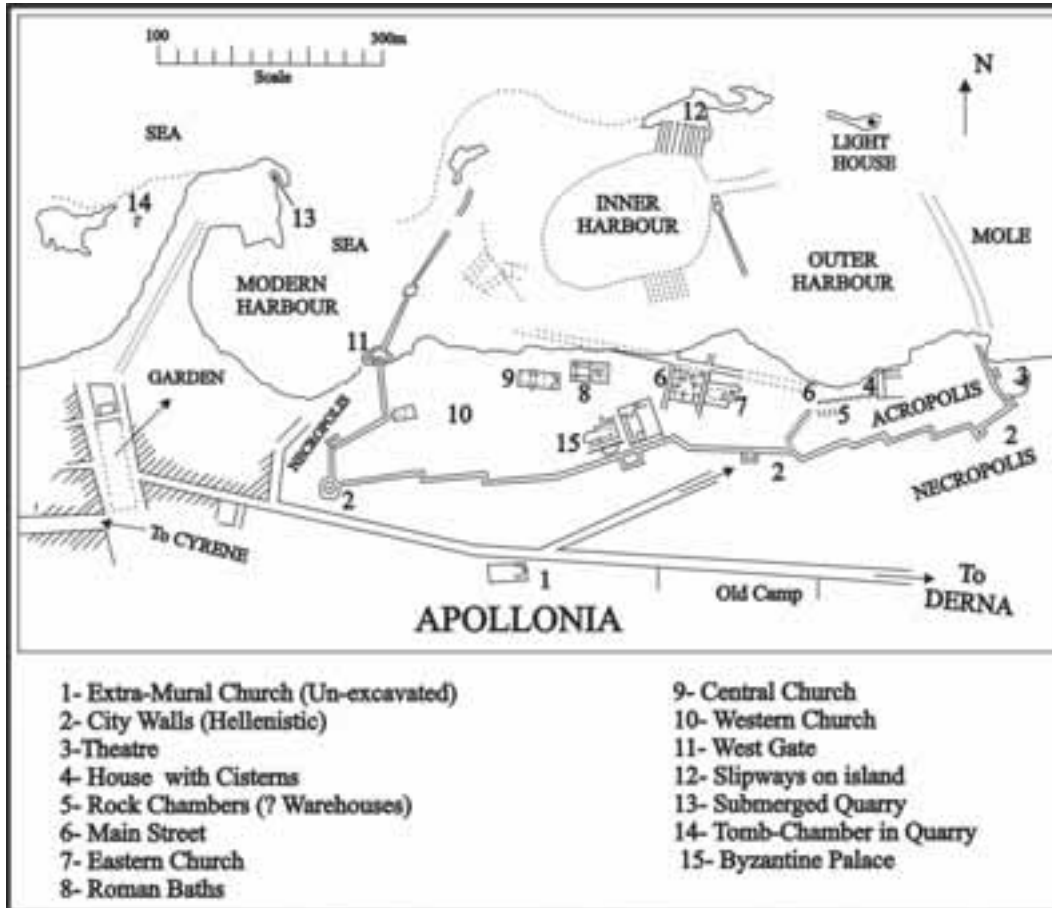 100
300m
Scale
N
SEA
12
LIGHT
HOUSE
14
13
SEA
INNER
HARBOUR
MOLE
MODERN
HARBOUR
OUTER
HARBOUR
11
GARDEN
9
8
6
7
6
4
3
5
ACROPOLIS
10
NECROPOLIS
15
2
2
2
NECROPOLIS
To CYRENE
1
Old Camp
To
DERNA
APOLLONIA
1- Extra-Mural Church (Un-excavated)
2- City Walls (Hellenistic)
3-Theatre
4- House with Cisterns
5- Rock Chambers (? Warehouses)
6- Main Street
7- Eastern Church
8- Roman Baths
9- Central Church
10- Western Church
11- West Gate
12- Slipways on island
13- Submerged Quarry
14- Tomb-Chamber in Quarry
15- Byzantine Palace